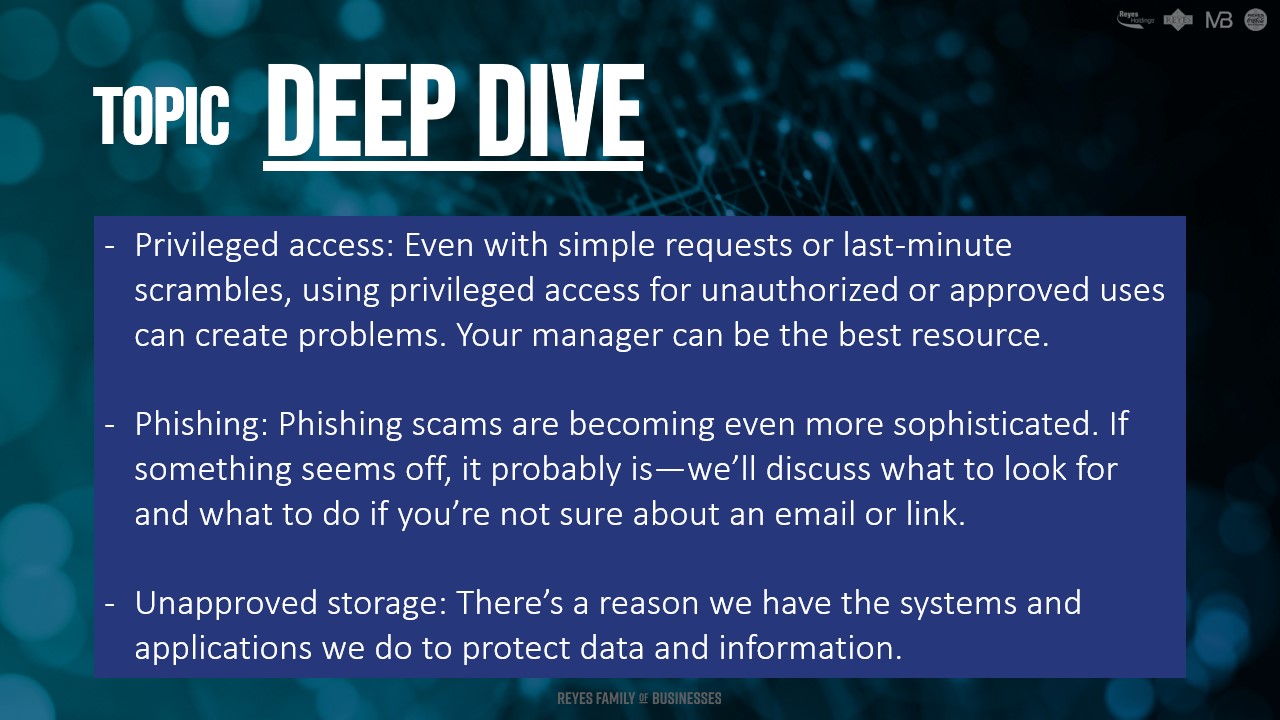 Reyes Holdings REYES MB
TOPIC DEEP DIVE
- Privileged access: Even with simple requests or last-minute
scrambles, using privileged access for unauthorized or approved uses
can create problems. Your manager can be the best resource.
- Phishing: Phishing scams are becoming even more sophisticated. If
something seems off, it probably is—we’ll discuss what to look for
and what to do if you’re not sure about an email or link.
- Unapproved storage: There’s a reason we have the systems and
applications we do to protect data and information.
REYES FAMILY OF BUSINESSES